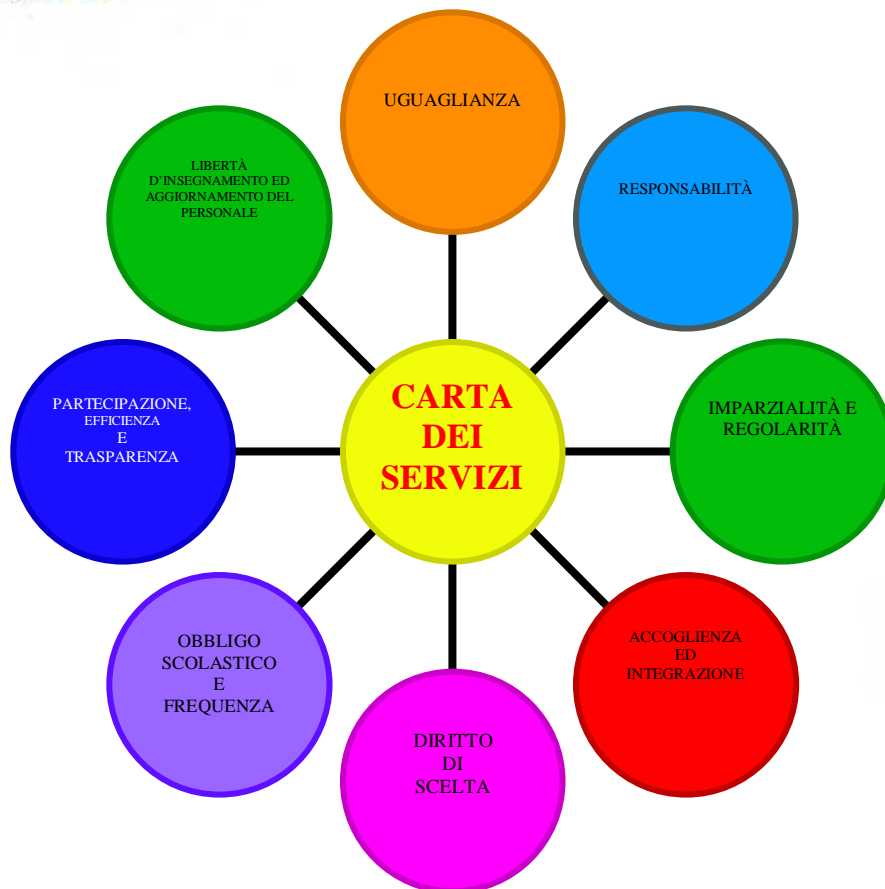 UGUAGLIANZA
RESPONSABILITÀ
IMPARZIALITÀ E
REGOLARITÀ
ACCOGLIENZA
ED
INTEGRAZIONE
DIRITTO
DI
SCELTA
OBBLIGO
SCOLASTICO
E
FREQUENZA
PARTECIPAZIONE,
EFFICIENZA
E
TRASPARENZA
LIBERTÀ
D'INSEGNAMENTO ED
AGGIORNAMENTO DEL
PERSONALE
CARTA
DEI
SERVIZI